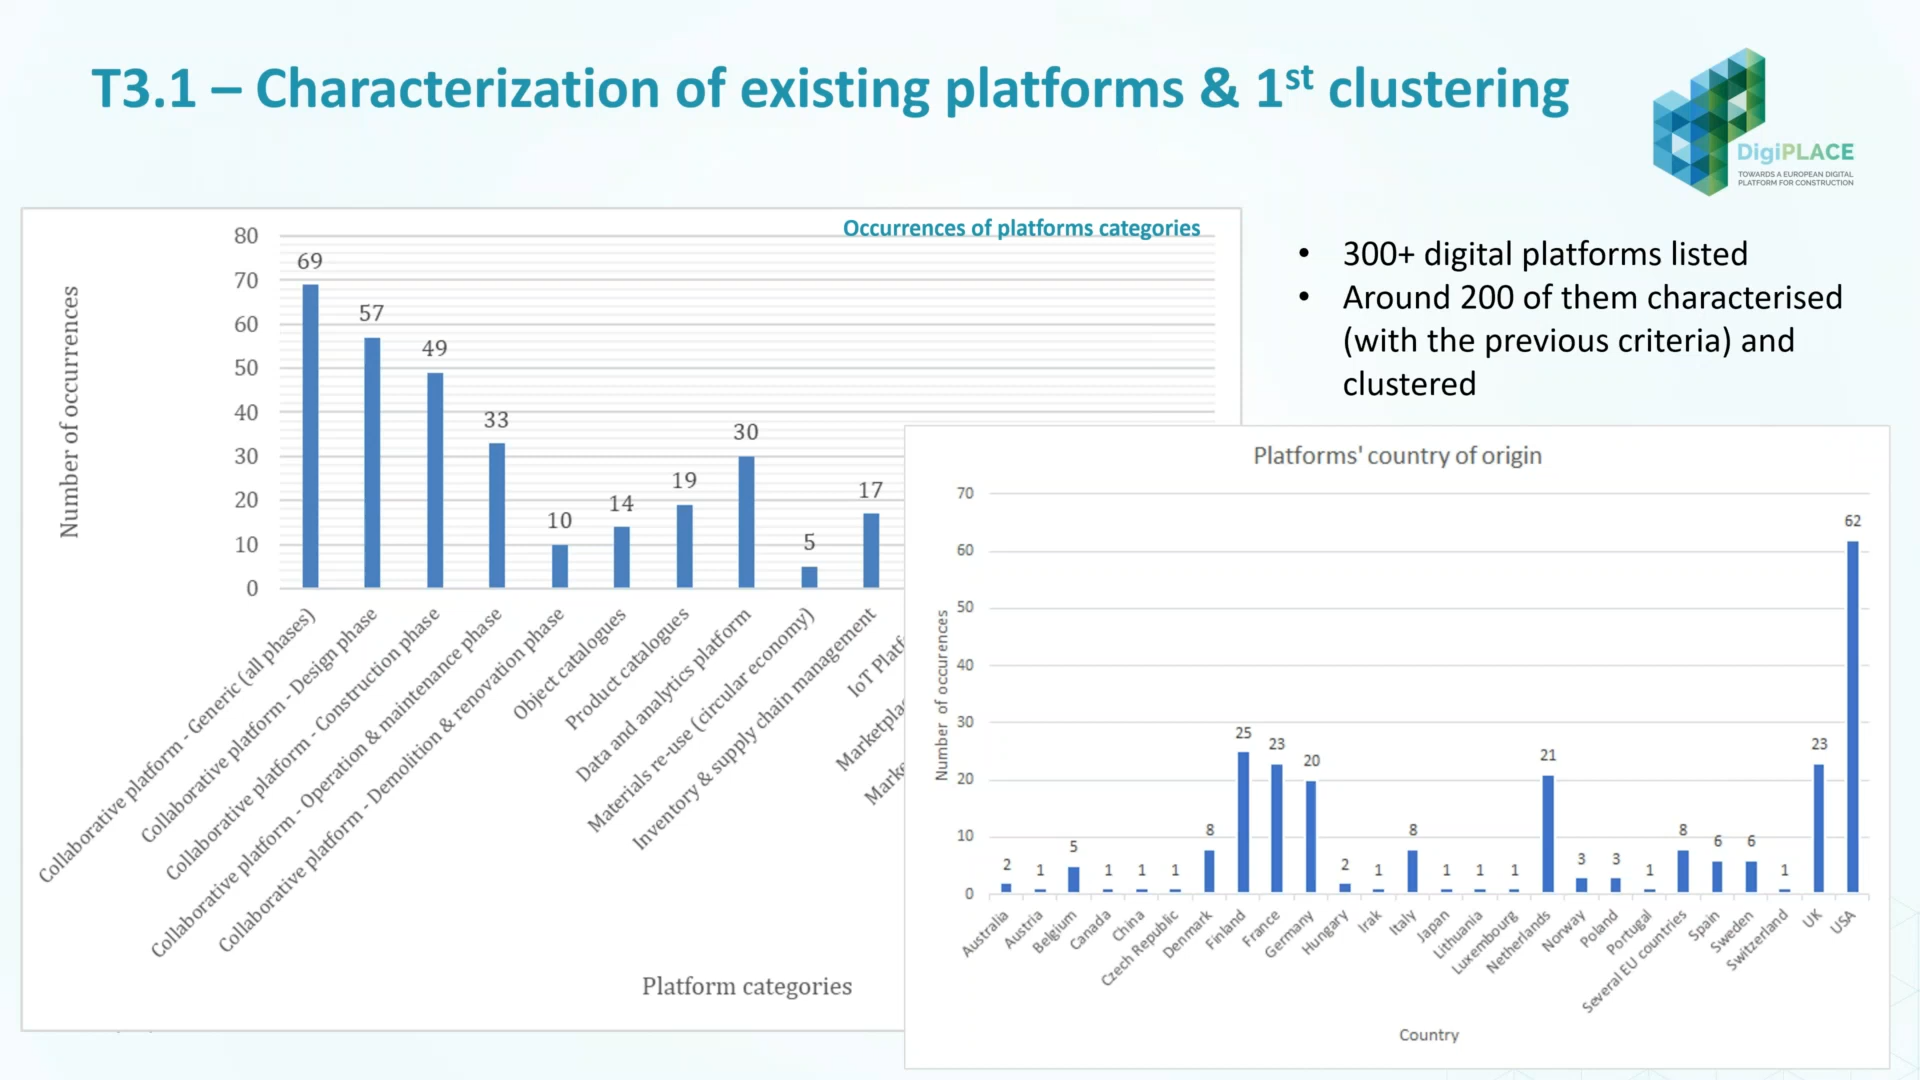 T3.1 – Characterization of existing platforms & 1st clustering
DigiPLACE
TOWARDS A EUROPEAN DIGITAL
PLATFORM FOR CONSTRUCTION
Occurrences of platforms categories
Number of occurrences
80
70
60
50
40
30
20
10
0
69
57
49
33
10
14
19
30
5
17
Collaborative platform - Generic (all phases)
Collaborative platform - Design phase
Collaborative platform - Construction phase
Collaborative platform - Operation & maintenance phase
Collaborative platform - Demolition & renovation phase
Object catalogues
Product catalogues
Data and analytics platform
Materials re-use (circular economy)
Inventory & supply chain management
IoT
Platform categories
• 300+ digital platforms listed
• Around 200 of them characterised
(with the previous criteria) and
clustered
Platforms' country of origin
Number of occurences
70
60
50
40
30
20
10
0
2
1
5
1
1
1
8
25
23
20
2
1
8
1
1
1
21
3
3
1
8
6
6
1
23
62
Australia
Austria
Belgium
Canada
China
Czech Republic
Denmark
Finland
France
Germany
Hungary
Irak
Italy
Japan
Lithuania
Luxembourg
Netherlands
Norway
Poland
Portugal
Several EU countries
Spain
Sweden
Switzerland
UK
USA
Country